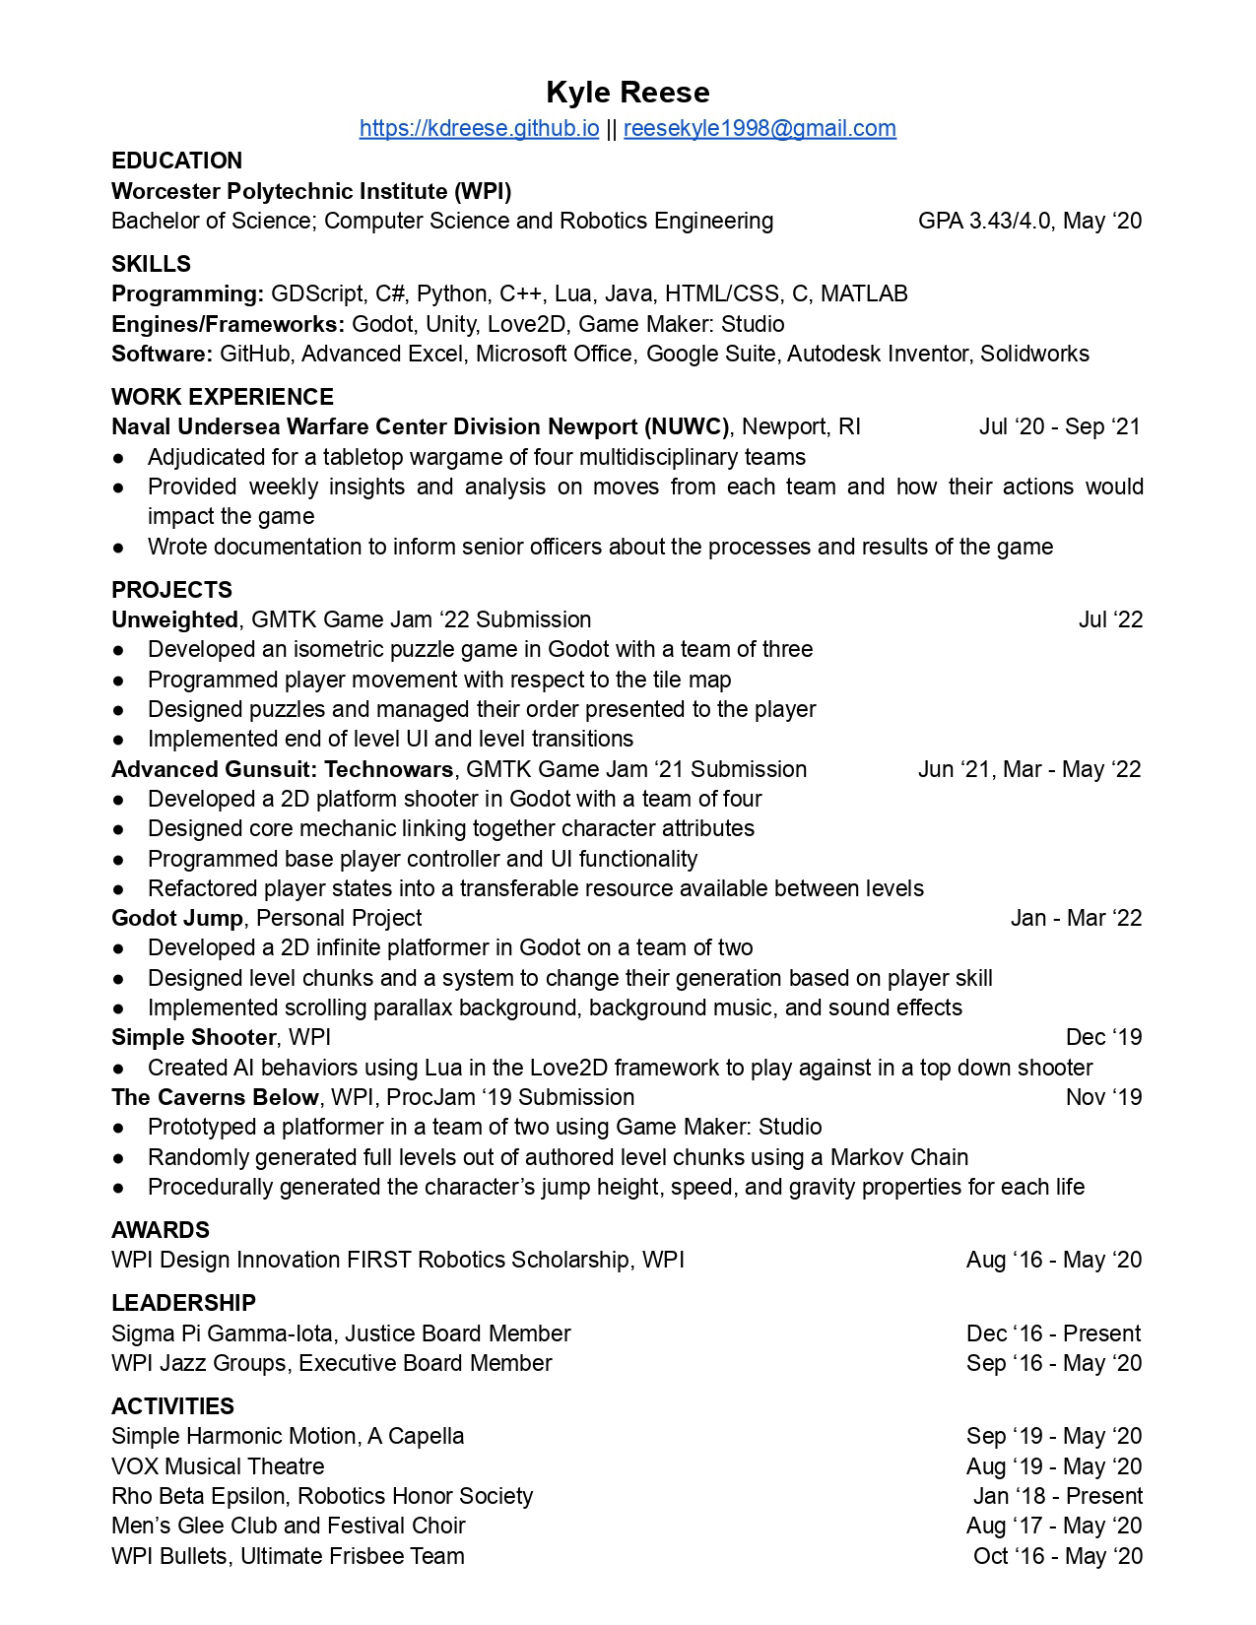 Kyle Reese
https://kdreese.github.io || reesekyle1998@gmail.com
EDUCATION
Worcester Polytechnic Institute (WPI)
Bachelor of Science; Computer Science and Robotics Engineering GPA 3.43/4.0, May ‘20
SKILLS
Programming: GDScript, C#, Python, C++, Lua, Java, HTML/CSS, C, MATLAB
Engines/Frameworks: Godot, Unity, Love2D, Game Maker: Studio
Software: GitHub, Advanced Excel, Microsoft Office, Google Suite, Autodesk Inventor, Solidworks
WORK EXPERIENCE
Naval Undersea Warfare Center Division Newport (NUWC), Newport, RI Jul ‘20 - Sep ‘21
● Adjudicated for a tabletop wargame of four multidisciplinary teams
● Provided weekly insights and analysis on moves from each team and how their actions would
impact the game
● Wrote documentation to inform senior officers about the processes and results of the game
PROJECTS
Unweighted, GMTK Game Jam ‘22 Submission Jul ‘22
● Developed an isometric puzzle game in Godot with a team of three
● Programmed player movement with respect to the tile map
● Designed puzzles and managed their order presented to the player
● Implemented end of level UI and level transitions
Advanced Gunsuit: Technowars, GMTK Game Jam ‘21 Submission Jun ‘21, Mar - May ‘22
● Developed a 2D platform shooter in Godot with a team of four
● Designed core mechanic linking together character attributes
● Programmed base player controller and UI functionality
● Refactored player states into a transferable resource available between levels
Godot Jump, Personal Project Jan - Mar ‘22
● Developed a 2D infinite platformer in Godot on a team of two
● Designed level chunks and a system to change their generation based on player skill
● Implemented scrolling parallax background, background music, and sound effects
Simple Shooter, WPI Dec ‘19
● Created AI behaviors using Lua in the Love2D framework to play against in a top down shooter
The Caverns Below, WPI, ProcJam ‘19 Submission Nov ‘19
● Prototyped a platformer in a team of two using Game Maker: Studio
● Randomly generated full levels out of authored level chunks using a Markov Chain
● Procedurally generated the character’s jump height, speed, and gravity properties for each life
AWARDS
WPI Design Innovation FIRST Robotics Scholarship, WPI Aug ‘16 - May ‘20
LEADERSHIP
Sigma Pi Gamma-Iota, Justice Board Member Dec ‘16 - Present
WPI Jazz Groups, Executive Board Member Sep ‘16 - May ‘20
ACTIVITIES
Simple Harmonic Motion, A Capella Sep ‘19 - May ‘20
VOX Musical Theatre Aug ‘19 - May ‘20
Rho Beta Epsilon, Robotics Honor Society Jan ‘18 - Present
Men’s Glee Club and Festival Choir Aug ‘17 - May ‘20
WPI Bullets, Ultimate Frisbee Team Oct ‘16 - May ‘20